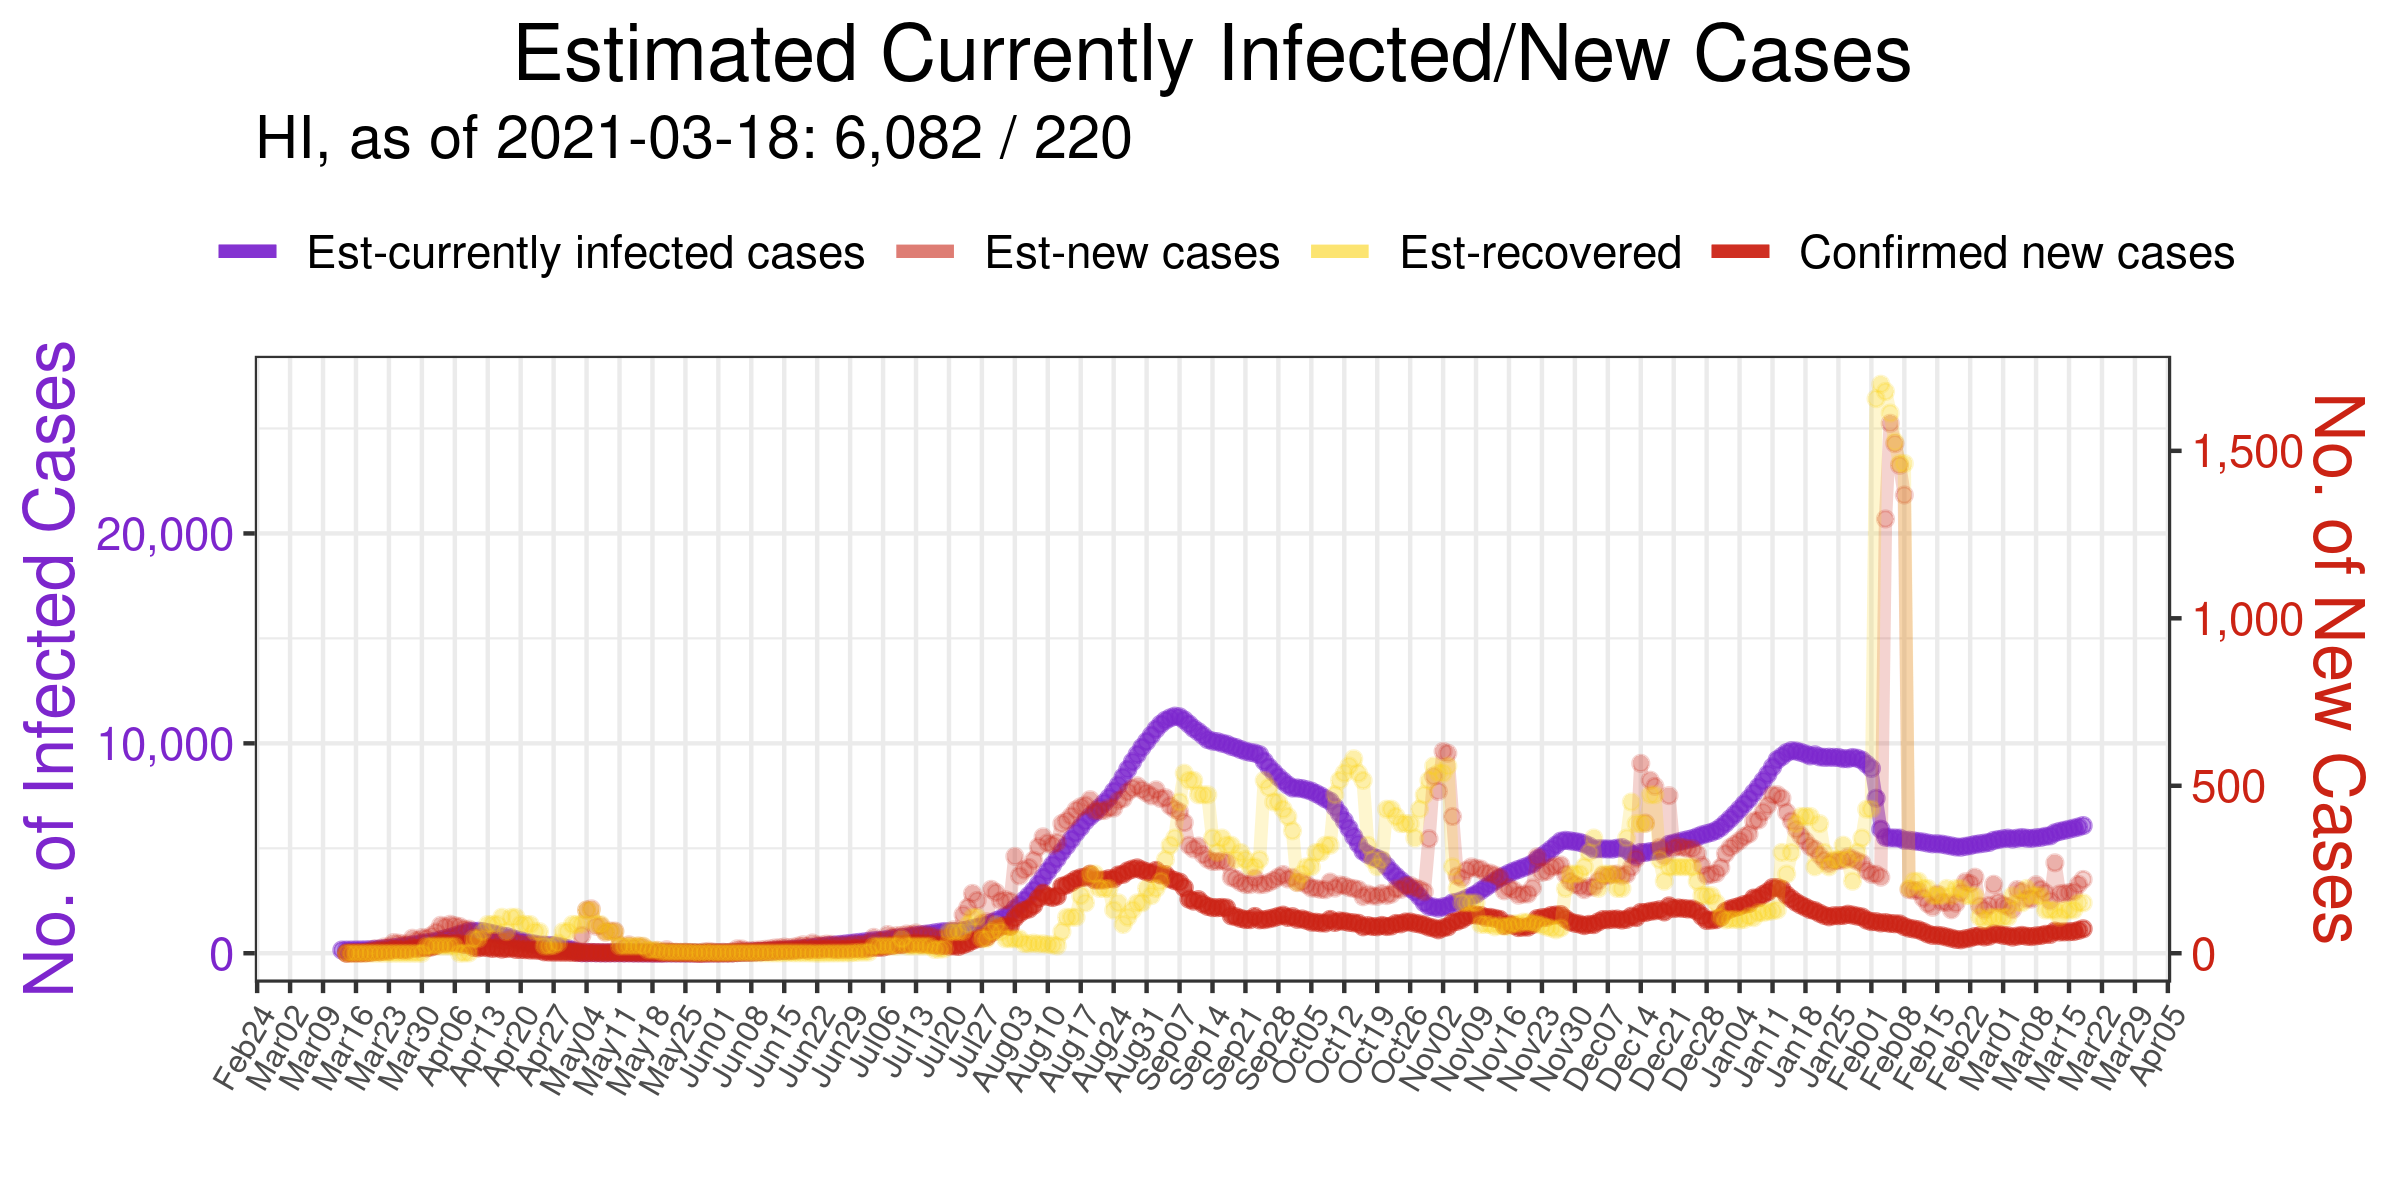 Estimated Currently Infected/New Cases
HI, as of 2021-03-18: 6,082 / 220
Est-currently infected cases Est-new cases Est-recovered Confirmed new cases
No. of Infected Cases
20,000
10,000
0
1,500
1,000
500
0
No. of New Cases
Feb24 Mar02 Mar09 Mar16 Mar23 Mar30 Apr06 Apr13 Apr20 Apr27 May04 May11 May18 May25 Jun01 Jun08 Jun15 Jun22 Jun29 Jul06 Jul13 Jul20 Jul27 Aug03 Aug10 Aug17 Aug24 Aug31 Sep07 Sep14 Sep21 Sep28 Oct05 Oct12 Oct19 Oct26 Nov02 Nov09 Nov16 Nov23 Nov30 Dec07 Dec14 Dec21 Dec28 Jan04 Jan11 Jan18 Jan25 Feb01 Feb08 Feb15 Feb22 Mar01 Mar08 Mar15 Mar22 Mar29 Apr05